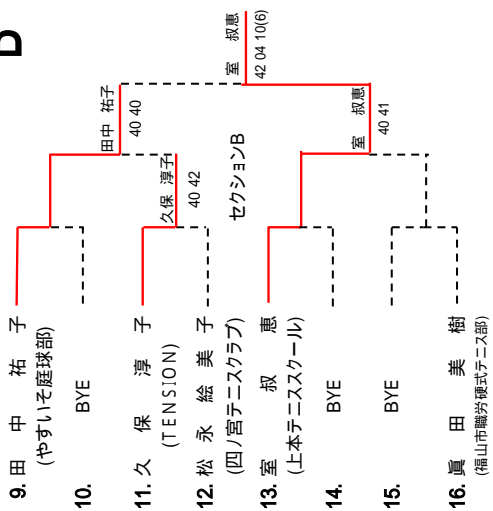 B
室 叔恵
42 04 10(6)
田中 祐子
40 40
室 叔恵
40 41
久保 淳子
40 42
セクションB
9. 田中祐子
(やすいそ庭球部)
10. BYE
11. 久保淳子
(TENSION)
12. 松永絵美子
(四ノ宮テニスクラブ)
13. 室叔恵
(上本テニススクール)
14. BYE
15. BYE
16. 眞田美樹
(福山市職労硬式テニス部)